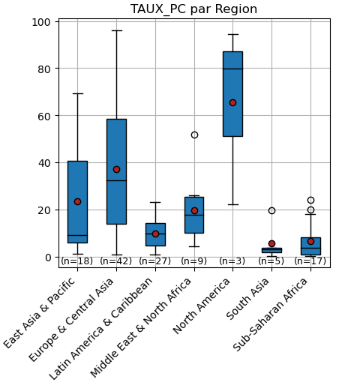 TAUX_PC par Region
100
80
60
40
20
0
(n=18) (n=42) (n=27) (n=9) (n=3) (n=5) (n=17)
East Asia & Pacific
Europe & Central Asia
Latin America & Caribbean
Middle East & North Africa
North America
South Asia
Sub-Saharan Africa